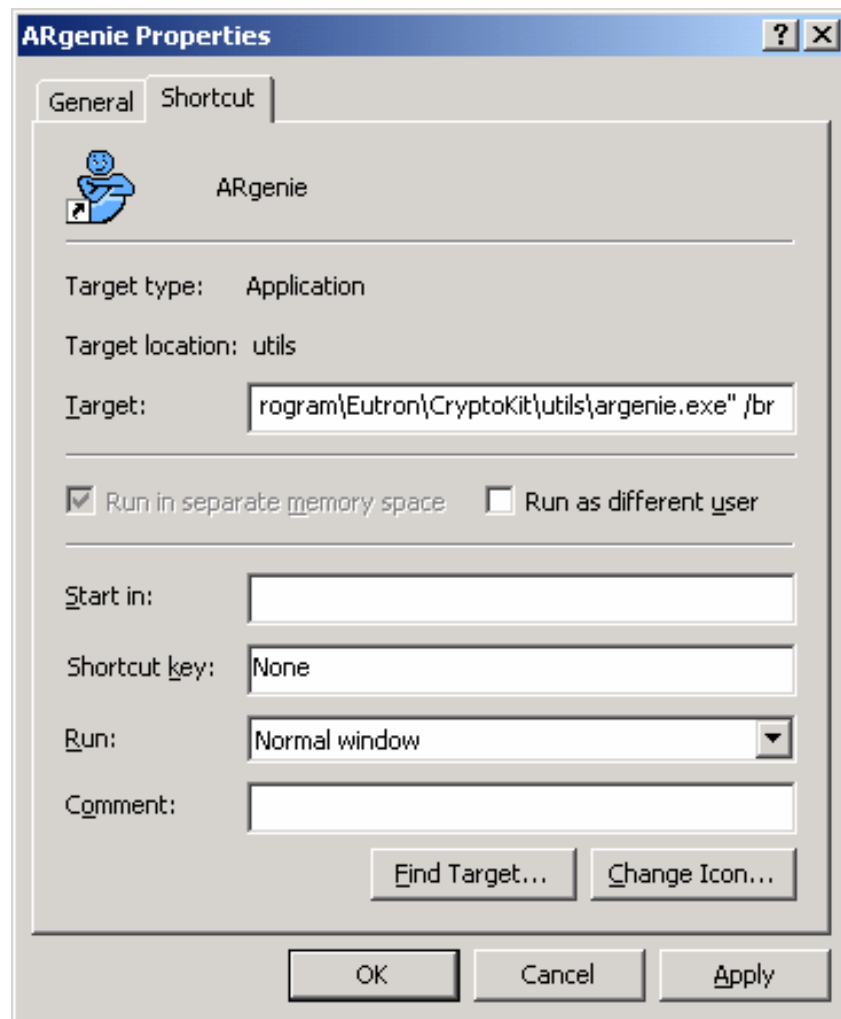 ARgenie Properties
General Shortcut
ARgenie
Target type: Application
Target location: utils
Target: rogram\Eutron\CryptoKit\utils\argenie.exe" /br
Run in separate memory space Run as different user
Start in:
Shortcut key: None
Run: Normal window
Comment:
Find Target... Change Icon...
OK Cancel Apply